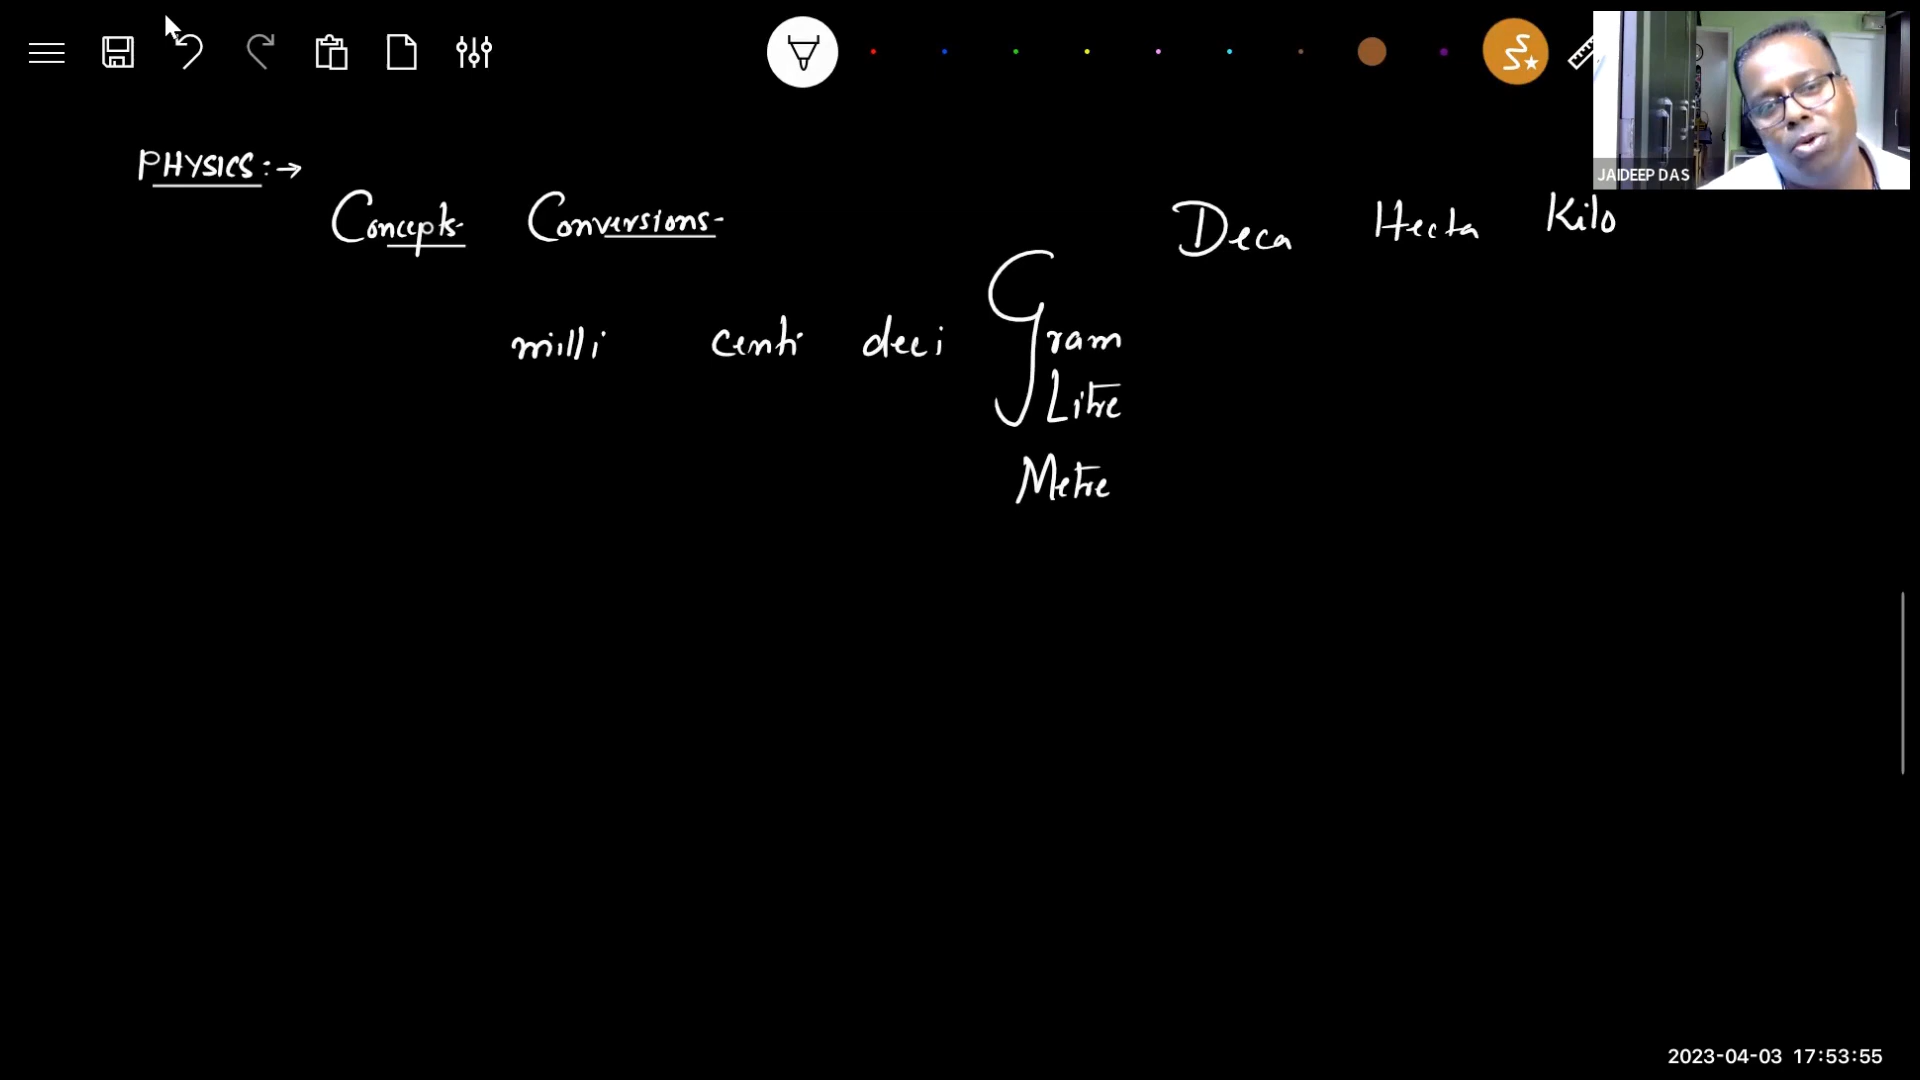 JAIDEEP DAS
PHYSICS:→
Concepts Conversions
Deca Hecta Kilo
milli centi deci Gram
Litre
Metre
2023-04-03 17:53:55